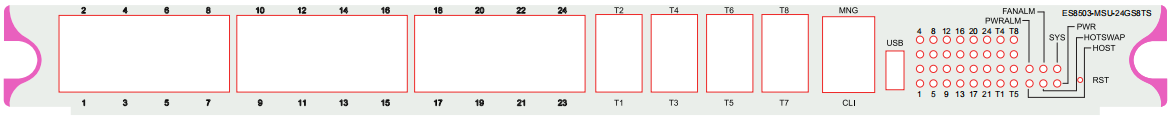 2 4 6 8 10 12 14 16 18 20 22 24 T2 T4 T6 T8 MNG FANALM ES8503-MSU-24GS8TS
PWRALM PWR
4 8 12 16 20 24 T4 T8 SYS HOTSWAP
USB HOST
RST
1 5 9 13 17 21 T1 T5
1 3 5 7 9 11 13 15 17 19 21 23 T1 T3 T5 T7 CLI